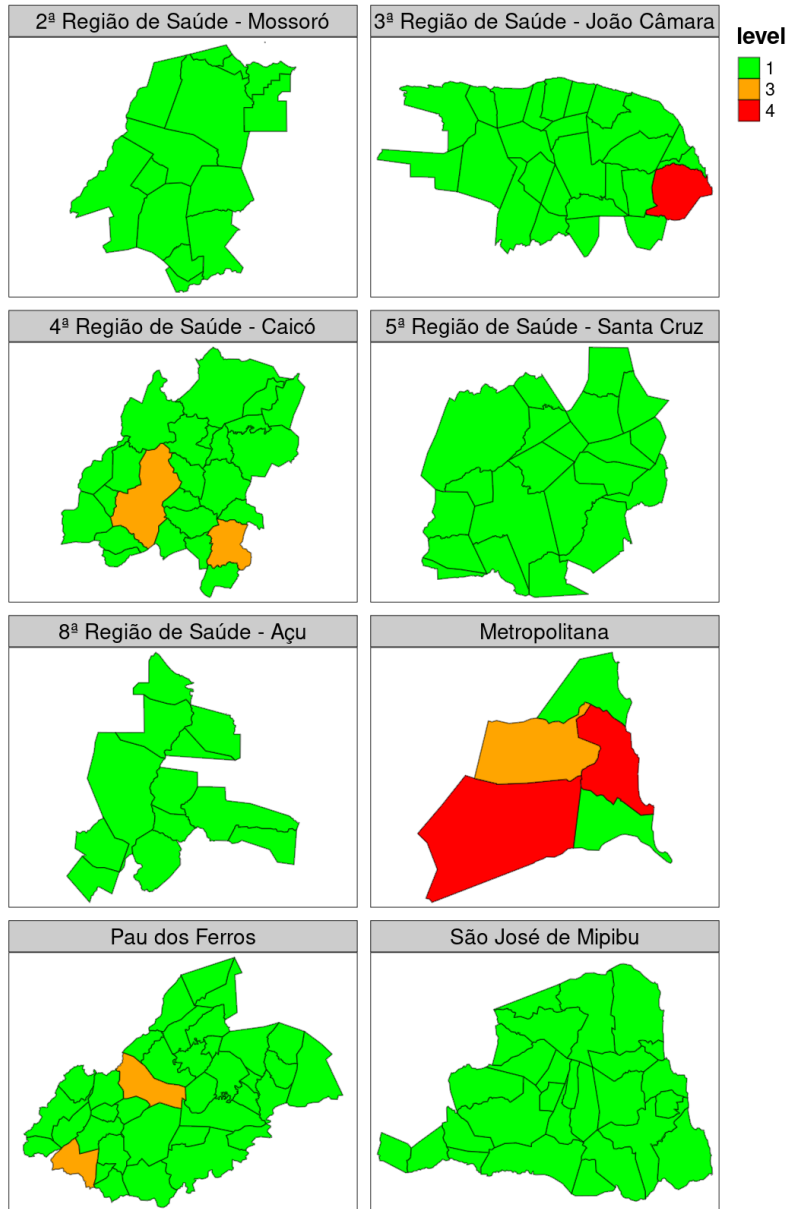 2ª Região de Saúde - Mossoró
3ª Região de Saúde - João Câmara
level
1
3
4
4ª Região de Saúde - Caicó
5ª Região de Saúde - Santa Cruz
8ª Região de Saúde - Açu
Metropolitana
Pau dos Ferros
São José de Mipibu